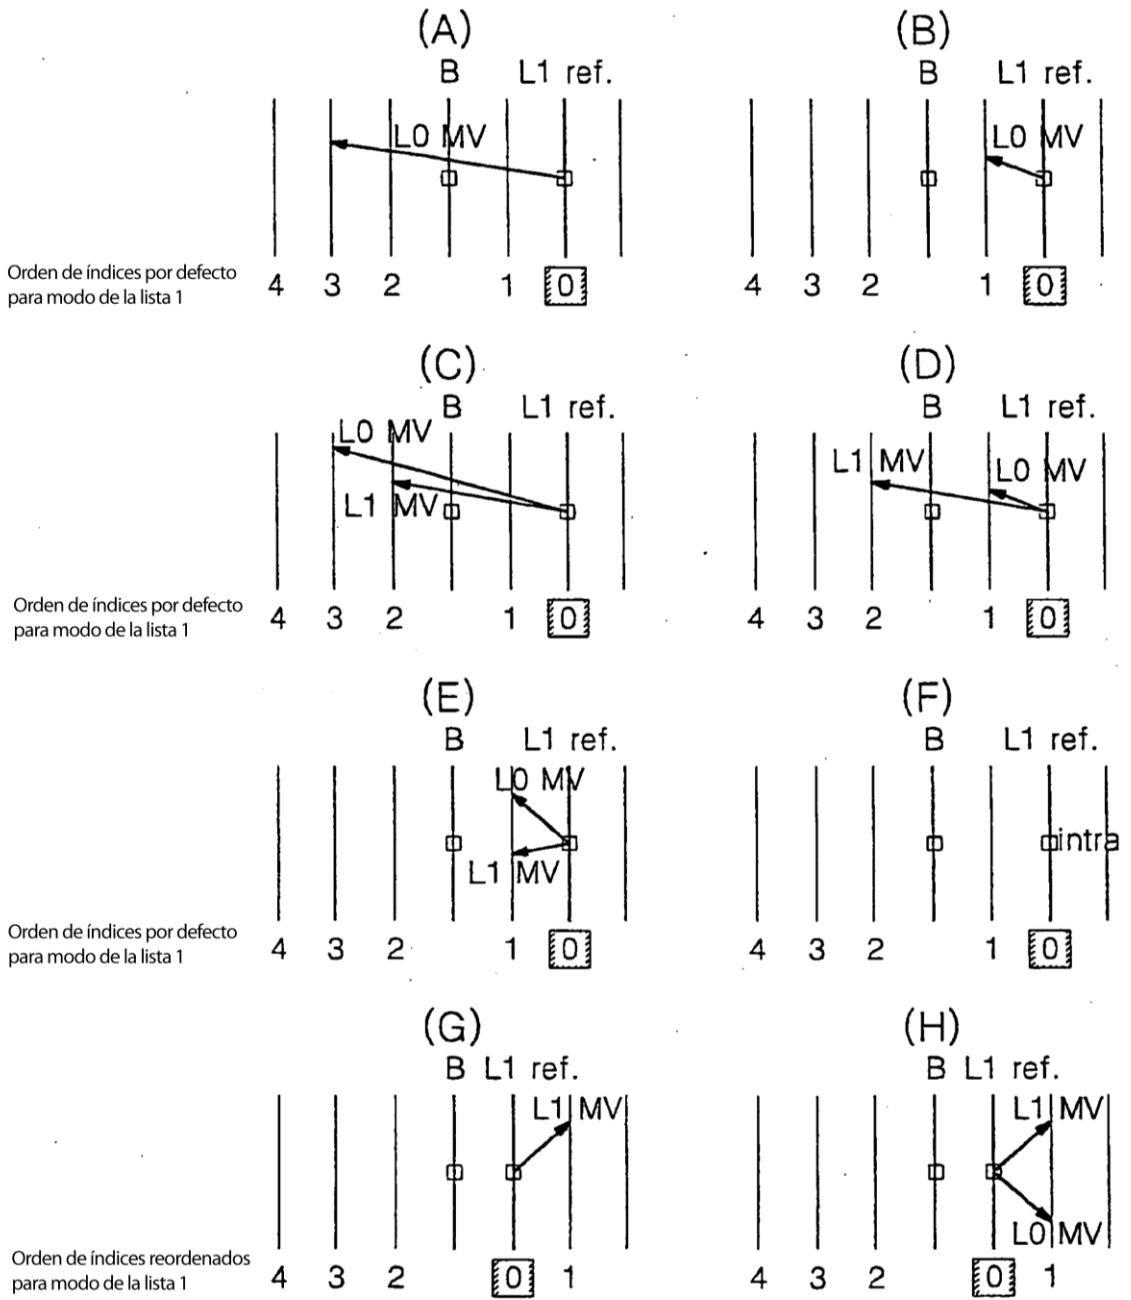 (A) (B)
B L1 ref. B L1 ref.
L0 MV L0 MV
Orden de índices por defecto
para modo de la lista 1
4 3 2 1 0 4 3 2 1 0
(C) (D)
B L1 ref. B L1 ref.
L0 MV L1 MV L0 MV
L1 MV
Orden de índices por defecto
para modo de la lista 1
4 3 2 1 0 4 3 2 1 0
(E) (F)
B L1 ref. B L1 ref.
L0 MV
intra
L1 MV
Orden de índices por defecto
para modo de la lista 1
4 3 2 1 0 4 3 2 1 0
(G) (H)
B L1 ref. B L1 ref.
L1 MV L1 MV
L0 MV
Orden de índices reordenados
para modo de la lista 1
4 3 2 0 1 4 3 2 0 1